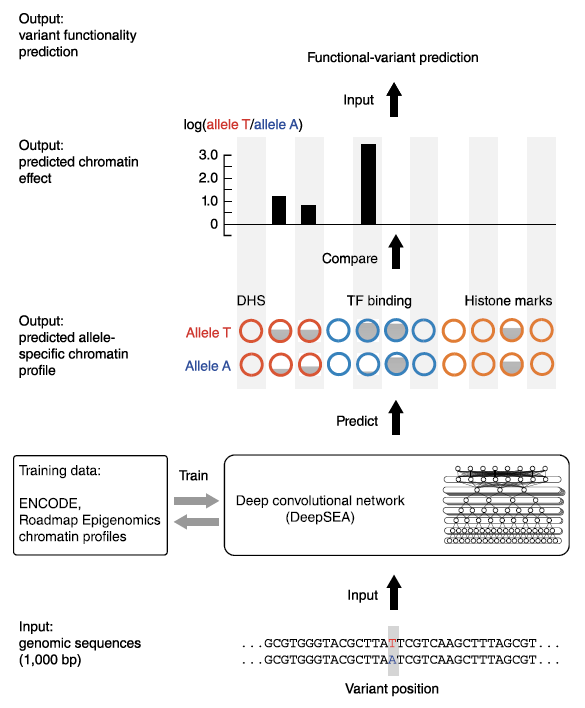 Output:
variant functionality
prediction
Functional-variant prediction
Input
log(allele T/allele A)
Output:
predicted chromatin
effect
3.0
2.0
1.0
0
Compare
DHS
TF binding
Histone marks
Output:
predicted allele-
specific chromatin
profile
Allele T
Allele A
Predict
Training data:
ENCODE,
Roadmap Epigenomics
chromatin profiles
Train
Deep convolutional network
(DeepSEA)
Input
Input:
genomic sequences
(1,000 bp)
...GCGTGGGTACGCTTATTCGTCAAGCTTTAGCGT...
...GCGTGGGTACGCTTAATCGTCAAGCTTTAGCGT...
Variant position